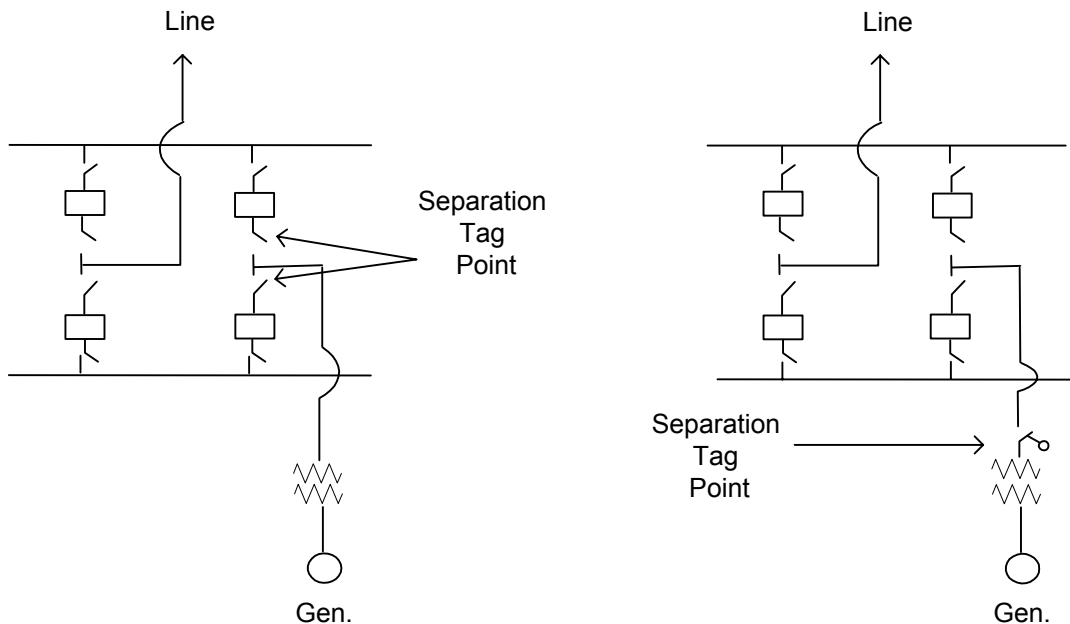 Line
Line
Separation
Tag
Point
Separation
Tag
Point
Gen.
Gen.